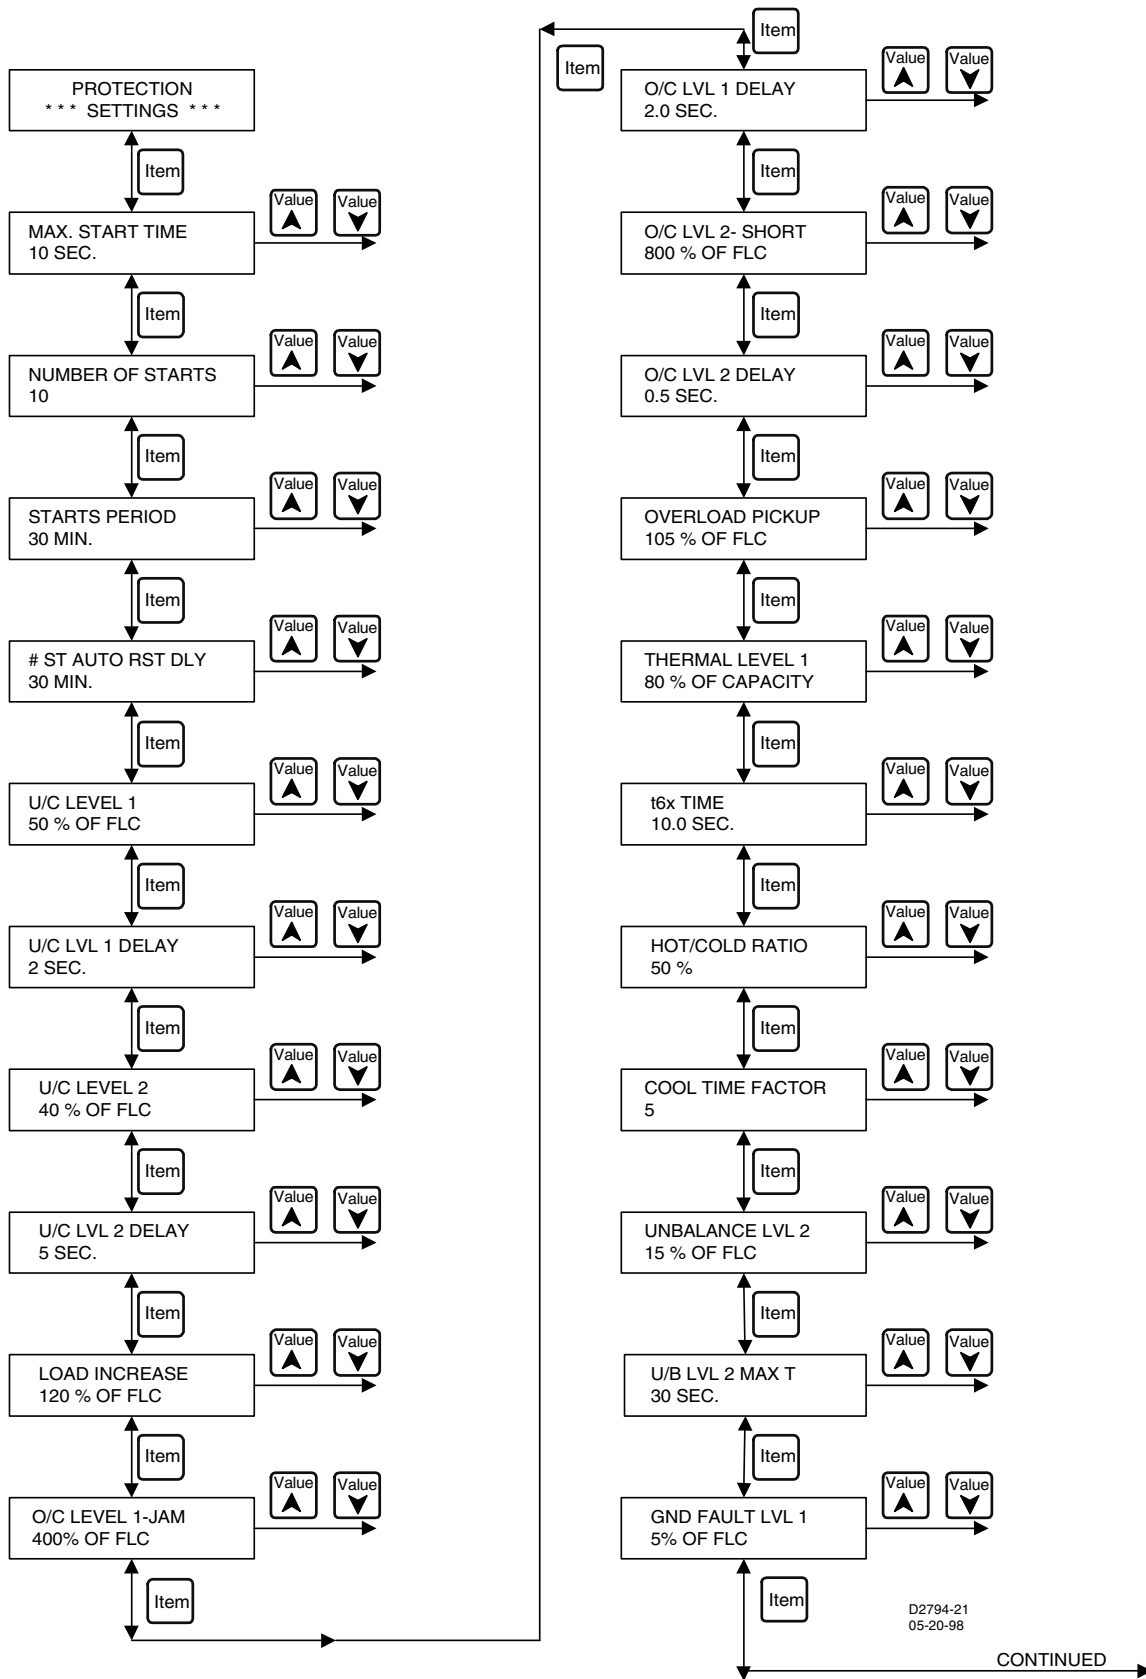 PROTECTION
* * * SETTINGS * * *
Item
MAX. START TIME
10 SEC.
Value
Value
Item
NUMBER OF STARTS
10
Value
Value
Item
STARTS PERIOD
30 MIN.
Value
Value
Item
# ST AUTO RST DLY
30 MIN.
Value
Value
Item
U/C LEVEL 1
50 % OF FLC
Value
Value
Item
U/C LVL 1 DELAY
2 SEC.
Value
Value
Item
U/C LEVEL 2
40 % OF FLC
Value
Value
Item
U/C LVL 2 DELAY
5 SEC.
Value
Value
Item
LOAD INCREASE
120 % OF FLC
Value
Value
Item
O/C LEVEL 1-JAM
400% OF FLC
Value
Value
Item
Item
Item
O/C LVL 1 DELAY
2.0 SEC.
Value
Value
Item
O/C LVL 2- SHORT
800 % OF FLC
Value
Value
Item
O/C LVL 2 DELAY
0.5 SEC.
Value
Value
Item
OVERLOAD PICKUP
105 % OF FLC
Value
Value
Item
THERMAL LEVEL 1
80 % OF CAPACITY
Value
Value
Item
t6x TIME
10.0 SEC.
Value
Value
Item
HOT/COLD RATIO
50 %
Value
Value
Item
COOL TIME FACTOR
5
Value
Value
Item
UNBALANCE LVL 2
15 % OF FLC
Value
Value
Item
U/B LVL 2 MAX T
30 SEC.
Value
Value
Item
GND FAULT LVL 1
5% OF FLC
Value
Value
Item
D2794-21
05-20-98
CONTINUED